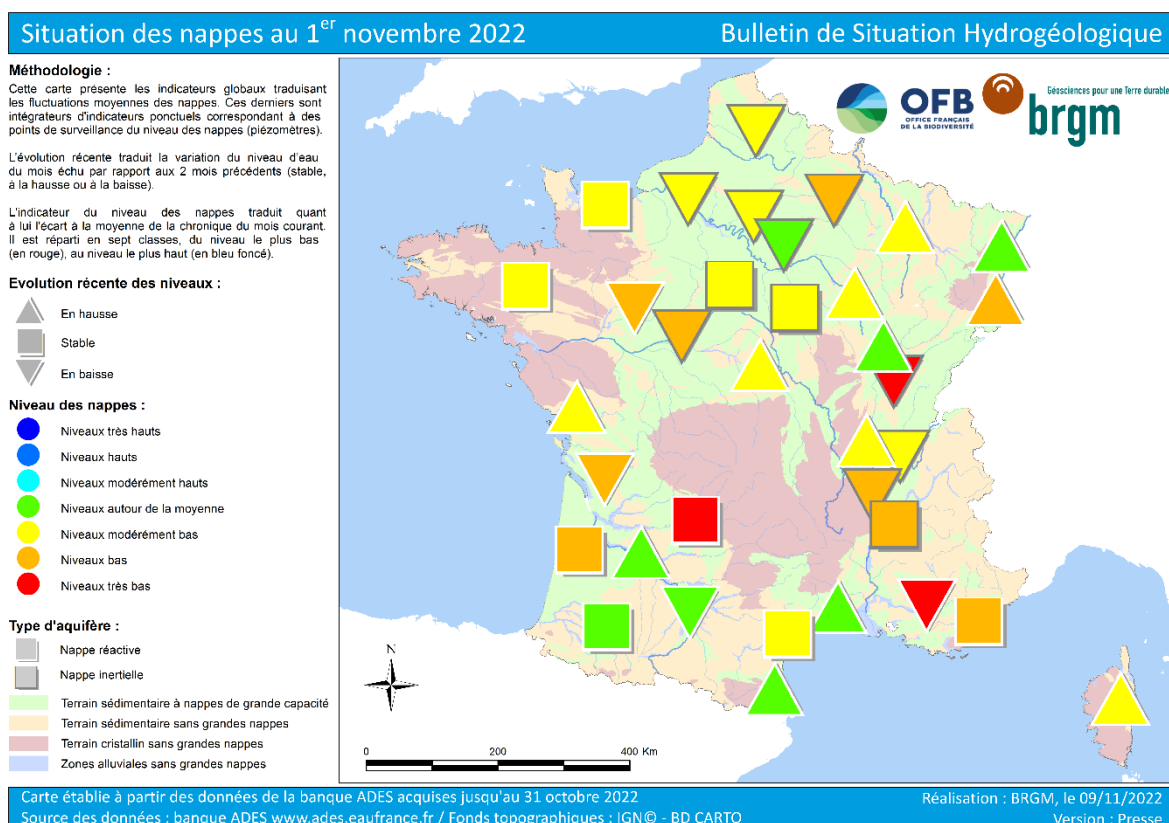 Situation des nappes au 1er novembre 2022
Bulletin de Situation Hydrogéologique
Méthodologie :
Cette carte présente les indicateurs globaux traduisant
les fluctuations moyennes des nappes. Ces derniers sont
intégrateurs d'indicateurs ponctuels correspondant à des
points de surveillance du niveau des nappes (piézomètres).
L'évolution récente traduit la variation du niveau d'eau
du mois échu par rapport aux 2 mois précédents (stable,
à la hausse ou à la baisse).
L'indicateur du niveau des nappes traduit quant
à lui l'écart à la moyenne de la chronique du mois courant.
Il est réparti en sept classes, du niveau le plus bas
(en rouge), au niveau le plus haut (en bleu foncé).
Evolution récente des niveaux :
En hausse
Stable
En baisse
Niveau des nappes :
Niveaux très hauts
Niveaux hauts
Niveaux modérément hauts
Niveaux autour de la moyenne
Niveaux modérément bas
Niveaux bas
Niveaux très bas
Type d'aquifère :
Nappe réactive
Nappe inertielle
Terrain sédimentaire à nappes de grande capacité
Terrain sédimentaire sans grandes nappes
Terrain cristallin sans grandes nappes
Zones alluviales sans grandes nappes
OFB
OFFICE FRANÇAIS
DE LA BIODIVERSITÉ
Géosciences pour une Terre durable
brgm
N
0 200 400 Km
Carte établie à partir des données de la banque ADES acquises jusqu'au 31 octobre 2022
Source des données : banque ADES www.ades.eaufrance.fr / Fonds topographiques : IGN© - BD CARTO
Réalisation : BRGM, le 09/11/2022
Version : Presse